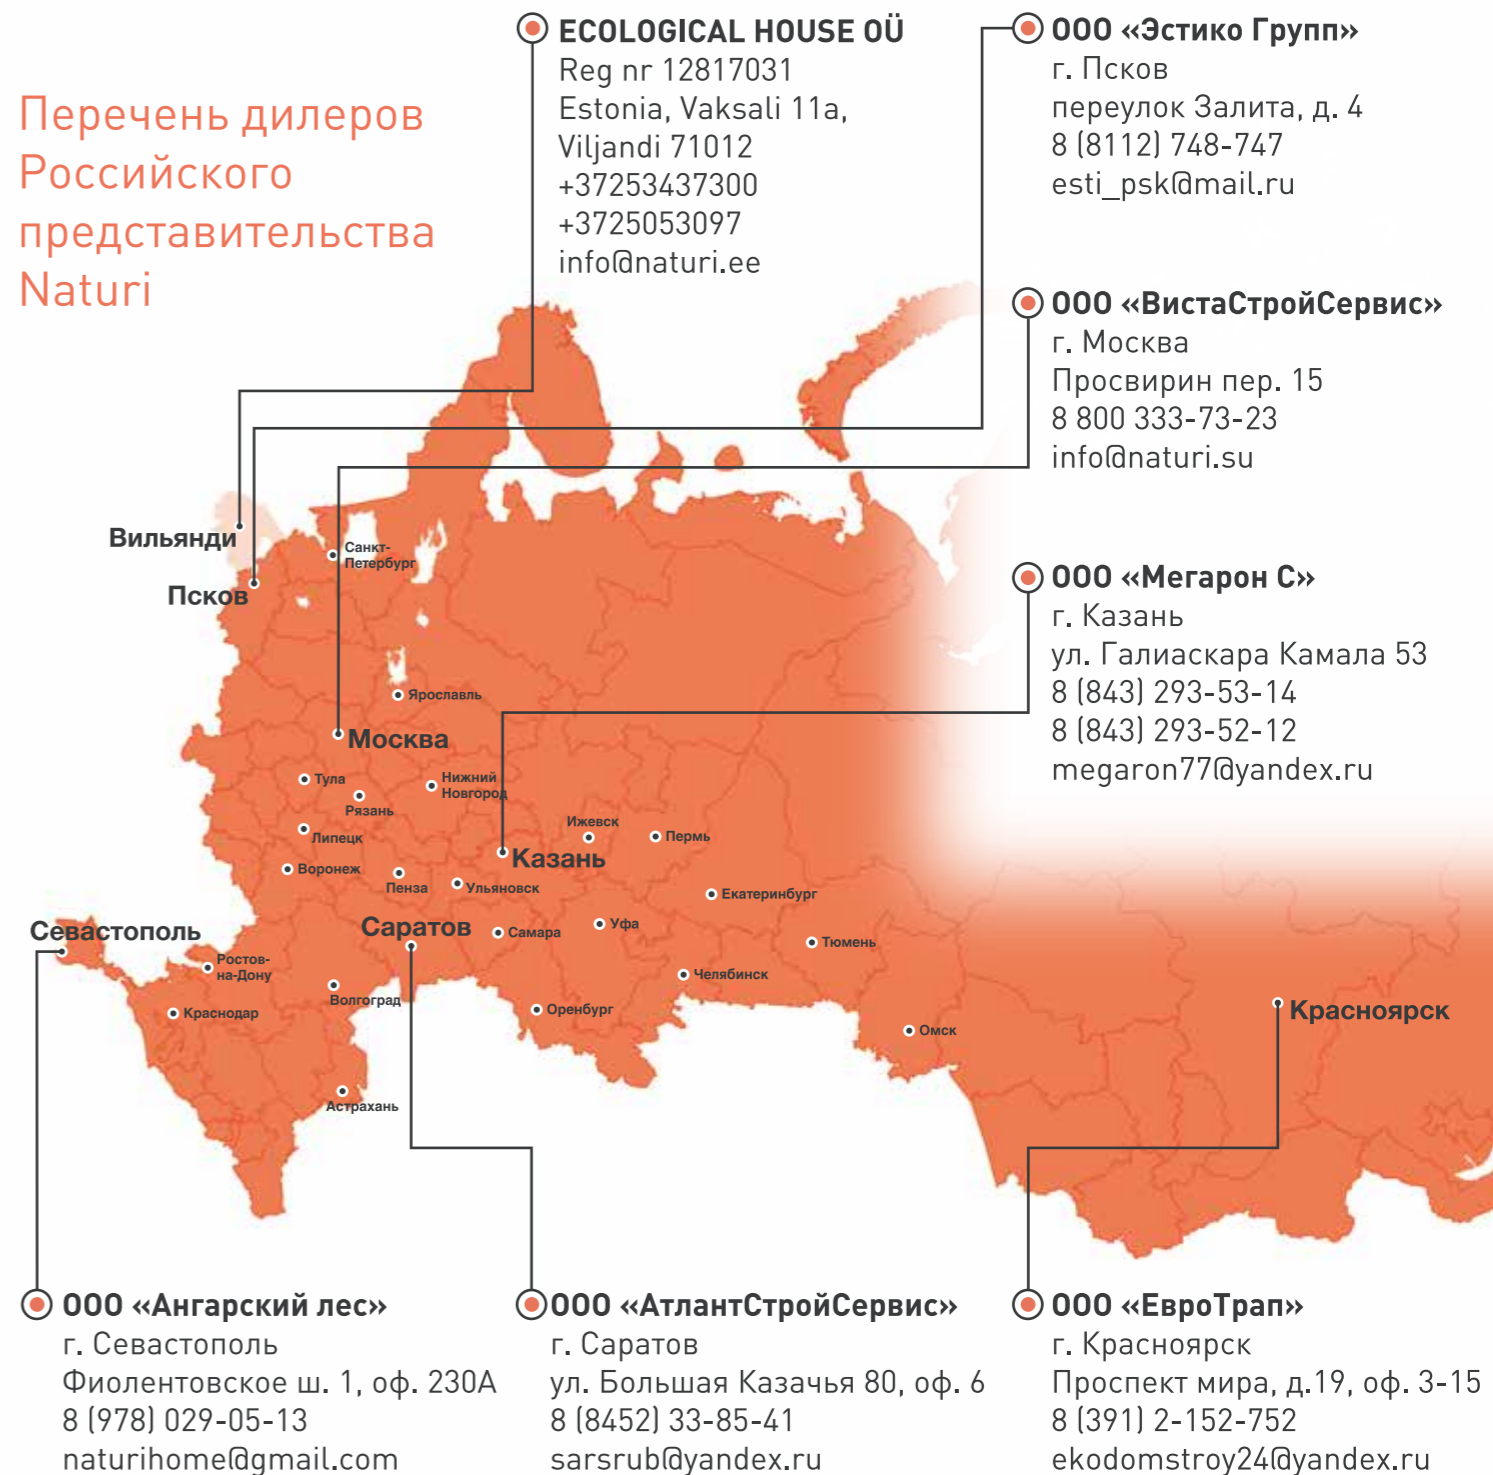 Перечень дилеров
Российского
представительства
Naturi
ECOLOGICAL HOUSE OÜ
Reg nr 12817031
Estonia, Vaksali 11a,
Viljandi 71012
+37253437300
+3725053097
info@naturi.ee
ООО «Эстико Групп»
г. Псков
переулок Залита, д. 4
8 (8112) 748-747
esti_psk@mail.ru
ООО «ВистаСтройСервис»
г. Москва
Просвирин пер. 15
8 800 333-73-23
info@naturi.su
ООО «Мегарон С»
г. Казань
ул. Галиаскара Камала 53
8 (843) 293-53-14
8 (843) 293-52-12
megaron77@yandex.ru
Вильянди
Санкт-
Петербург
Псков
Ярославль
Москва
Тула
Нижний
Новгород
Рязань
Липецк
Ижевск
Пермь
Казань
Воронеж
Пенза
Ульяновск
Екатеринбург
Севастополь
Саратов
Самара
Уфа
Тюмень
Ростов-
на-Дону
Челябинск
Волгоград
Краснодар
Оренбург
Омск
Красноярск
Астрахань
ООО «Ангарский лес»
г. Севастополь
Фиолентовское ш. 1, оф. 230А
8 (978) 029-05-13
naturihome@gmail.com
ООО «АтлантСтройСервис»
г. Саратов
ул. Большая Казачья 80, оф. 6
8 (8452) 33-85-41
sarsrub@yandex.ru
ООО «ЕвроТрап»
г. Красноярск
Проспект мира, д.19, оф. 3-15
8 (391) 2-152-752
ekodomstroy24@yandex.ru